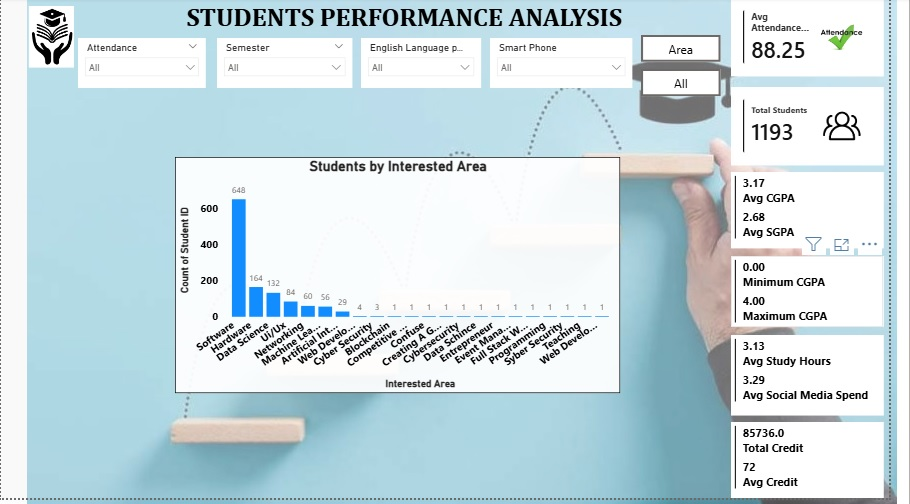 STUDENTS PERFORMANCE ANALYSIS
Attendance
All
Semester
All
English Language p...
All
Smart Phone
All
Area
All
Avg
Attendance...
88.25
Attendance
Total Students
1193
3.17
Avg CGPA
2.68
Avg SGPA
0.00
Minimum CGPA
4.00
Maximum CGPA
3.13
Avg Study Hours
3.29
Avg Social Media Spend
85736.0
Total Credit
72
Avg Credit
Students by Interested Area
Count of Student ID
600
400
200
0
648
164
132
84
60
56
29
4
3
1
1
1
1
1
1
1
1
1
1
1
1
1
Software
Hardware
Data Science
Ui/Ux
Networking
Machine Lea...
Artificial Int...
Web Develo...
Cyber Security
Blockchain
Competitive ...
Confuse
Creating A G...
Cybersecurity
Data Schince
Entrepreneur
Event Mana...
Full Stack W...
Programming
Syber Security
Teaching
Web Develo...
Interested Area